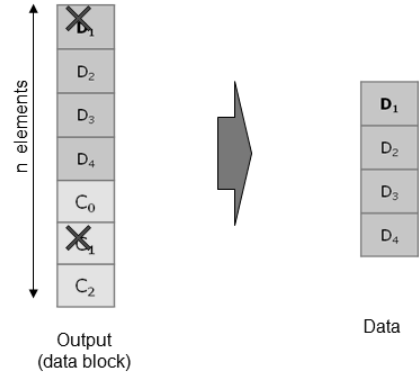 n elements
D₁
D₂
D₃
D₄
C₀
C₁
C₂
Output
(data block)
D₁
D₂
D₃
D₄
Data